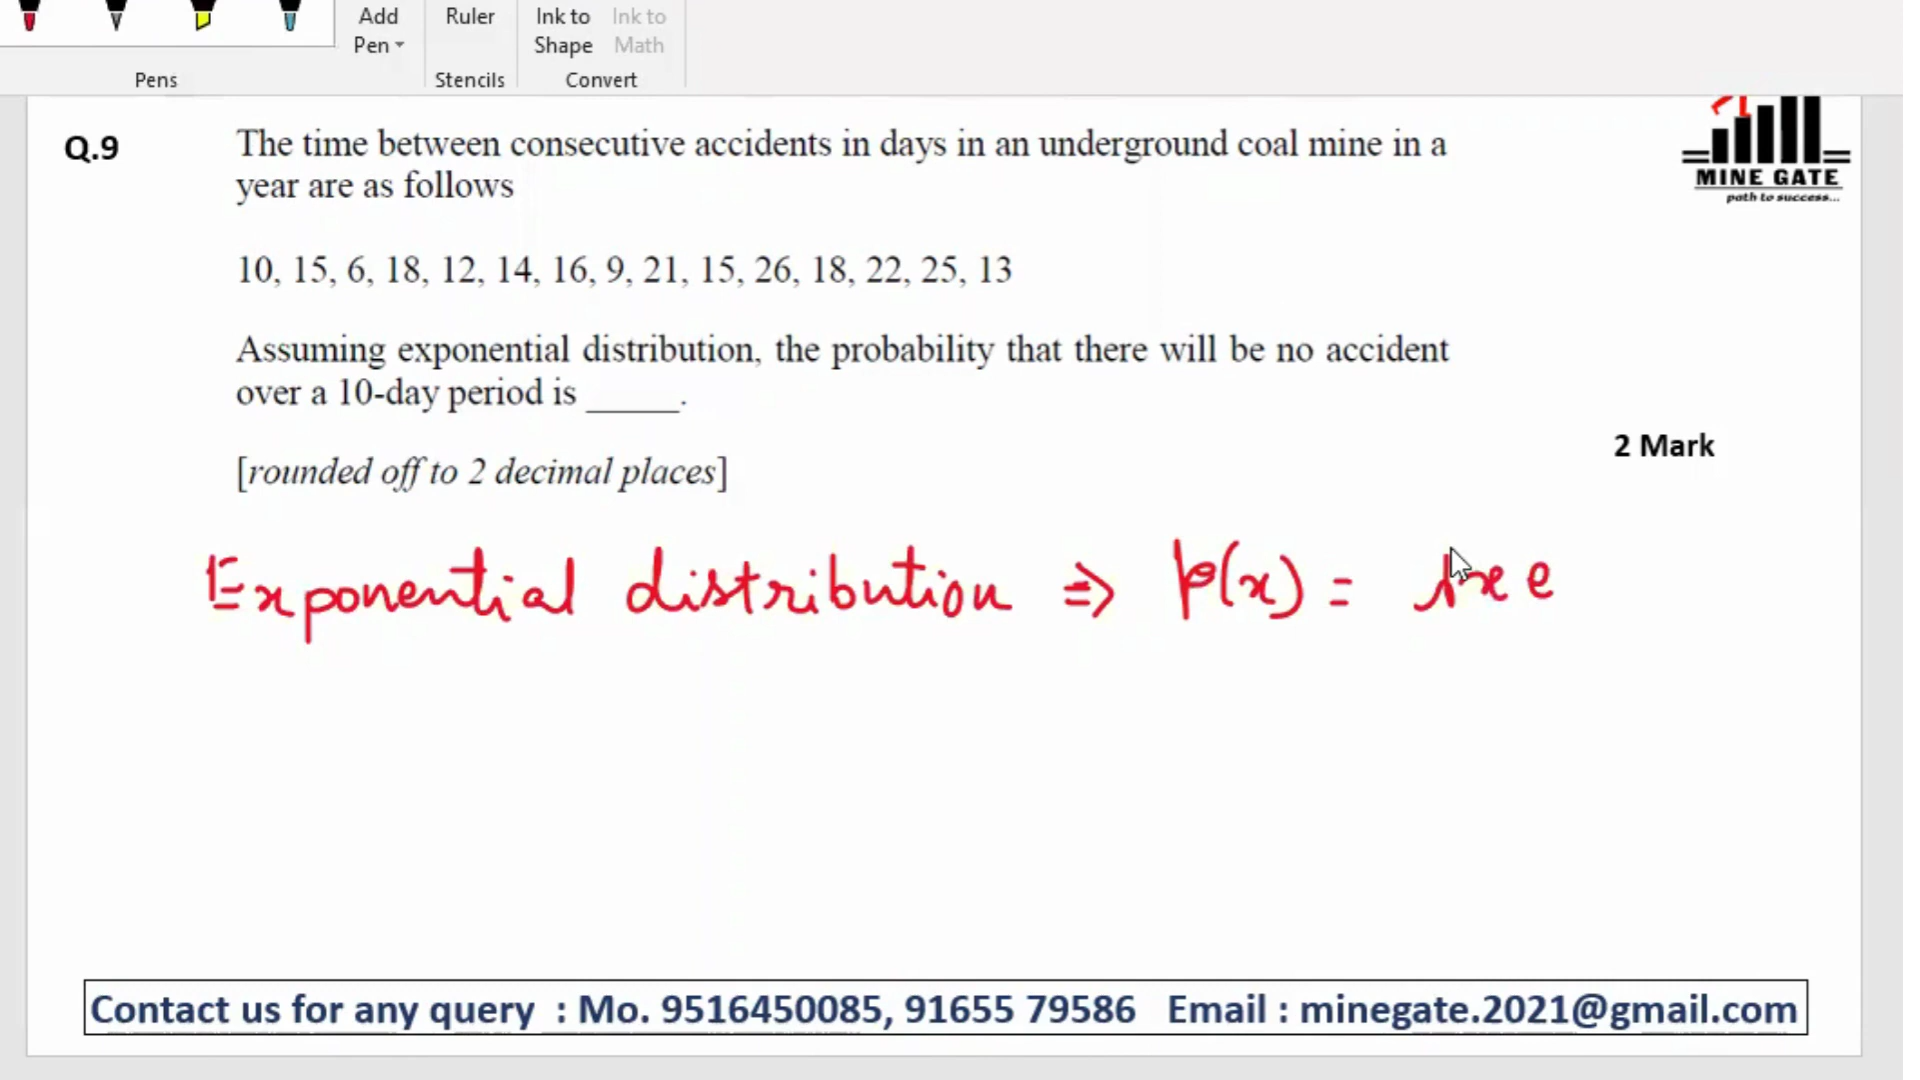 Add Pen
Ruler
Ink to Shape
Ink to Math
Pens
Stencils
Convert
MINE GATE
path to success...
Q.9
The time between consecutive accidents in days in an underground coal mine in a
year are as follows
10, 15, 6, 18, 12, 14, 16, 9, 21, 15, 26, 18, 22, 25, 13
Assuming exponential distribution, the probability that there will be no accident
over a 10-day period is _____.
2 Mark
[rounded off to 2 decimal places]
Exponential distribution ⇒ p(x) = λx e
Contact us for any query : Mo. 9516450085, 91655 79586 Email : minegate.2021@gmail.com